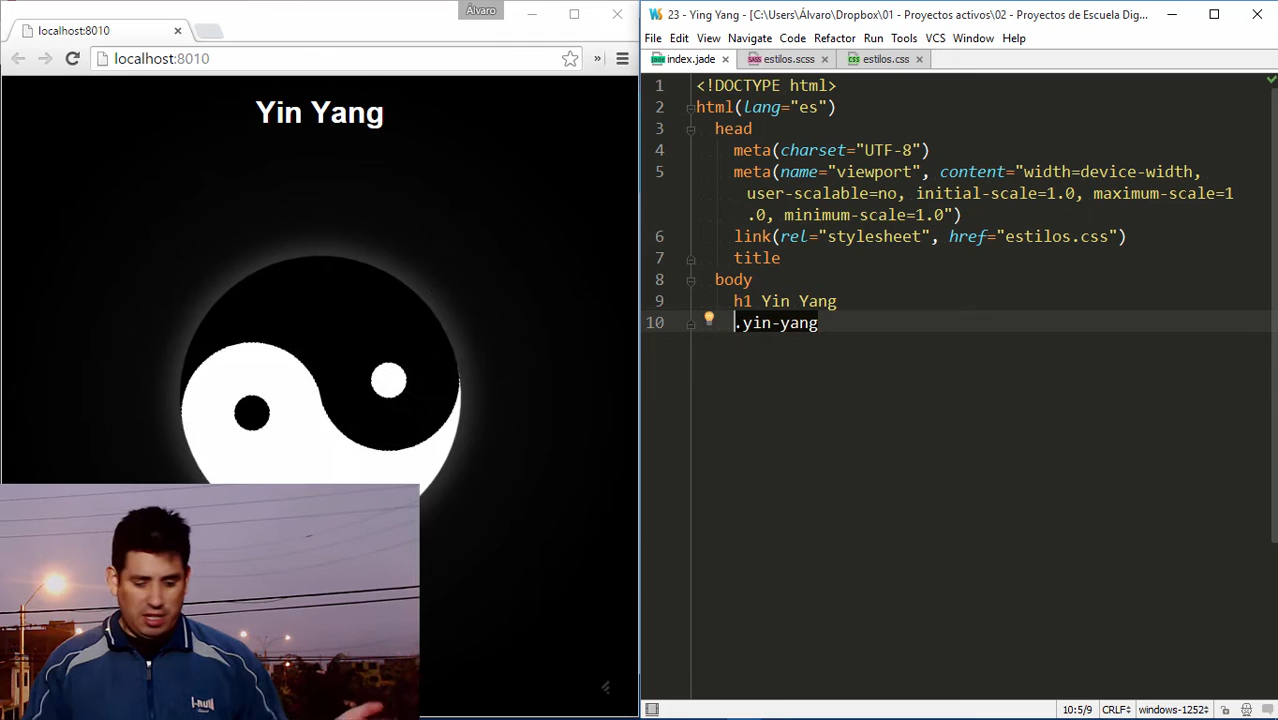 Álvaro
localhost:8010
localhost:8010
»
Yin Yang
I-RUN
23 - Ying Yang - [C:\Users\Álvaro\Dropbox\01 - Proyectos activos\02 - Proyectos de Escuela Dig...
File Edit View Navigate Code Refactor Run Tools VCS Window Help
index.jade estilos.scss estilos.css
1 <!DOCTYPE html>
2 html(lang="es")
3 head
4 meta(charset="UTF-8")
5 meta(name="viewport", content="width=device-width,
user-scalable=no, initial-scale=1.0, maximum-scale=1
.0, minimum-scale=1.0")
6 link(rel="stylesheet", href="estilos.css")
7 title
8 body
9 h1 Yin Yang
10 .yin-yang
10:5/9 CRLF÷ windows-1252÷